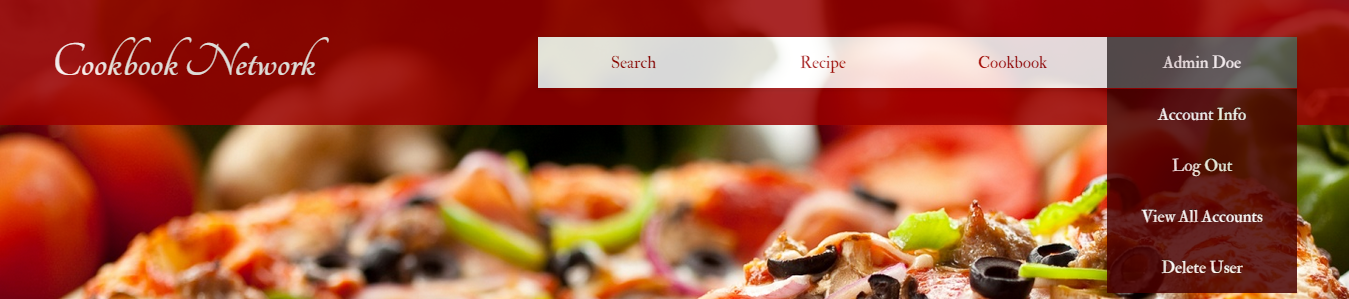 Cookbook Network
Search Recipe Cookbook Admin Doe
Account Info
Log Out
View All Accounts
Delete User